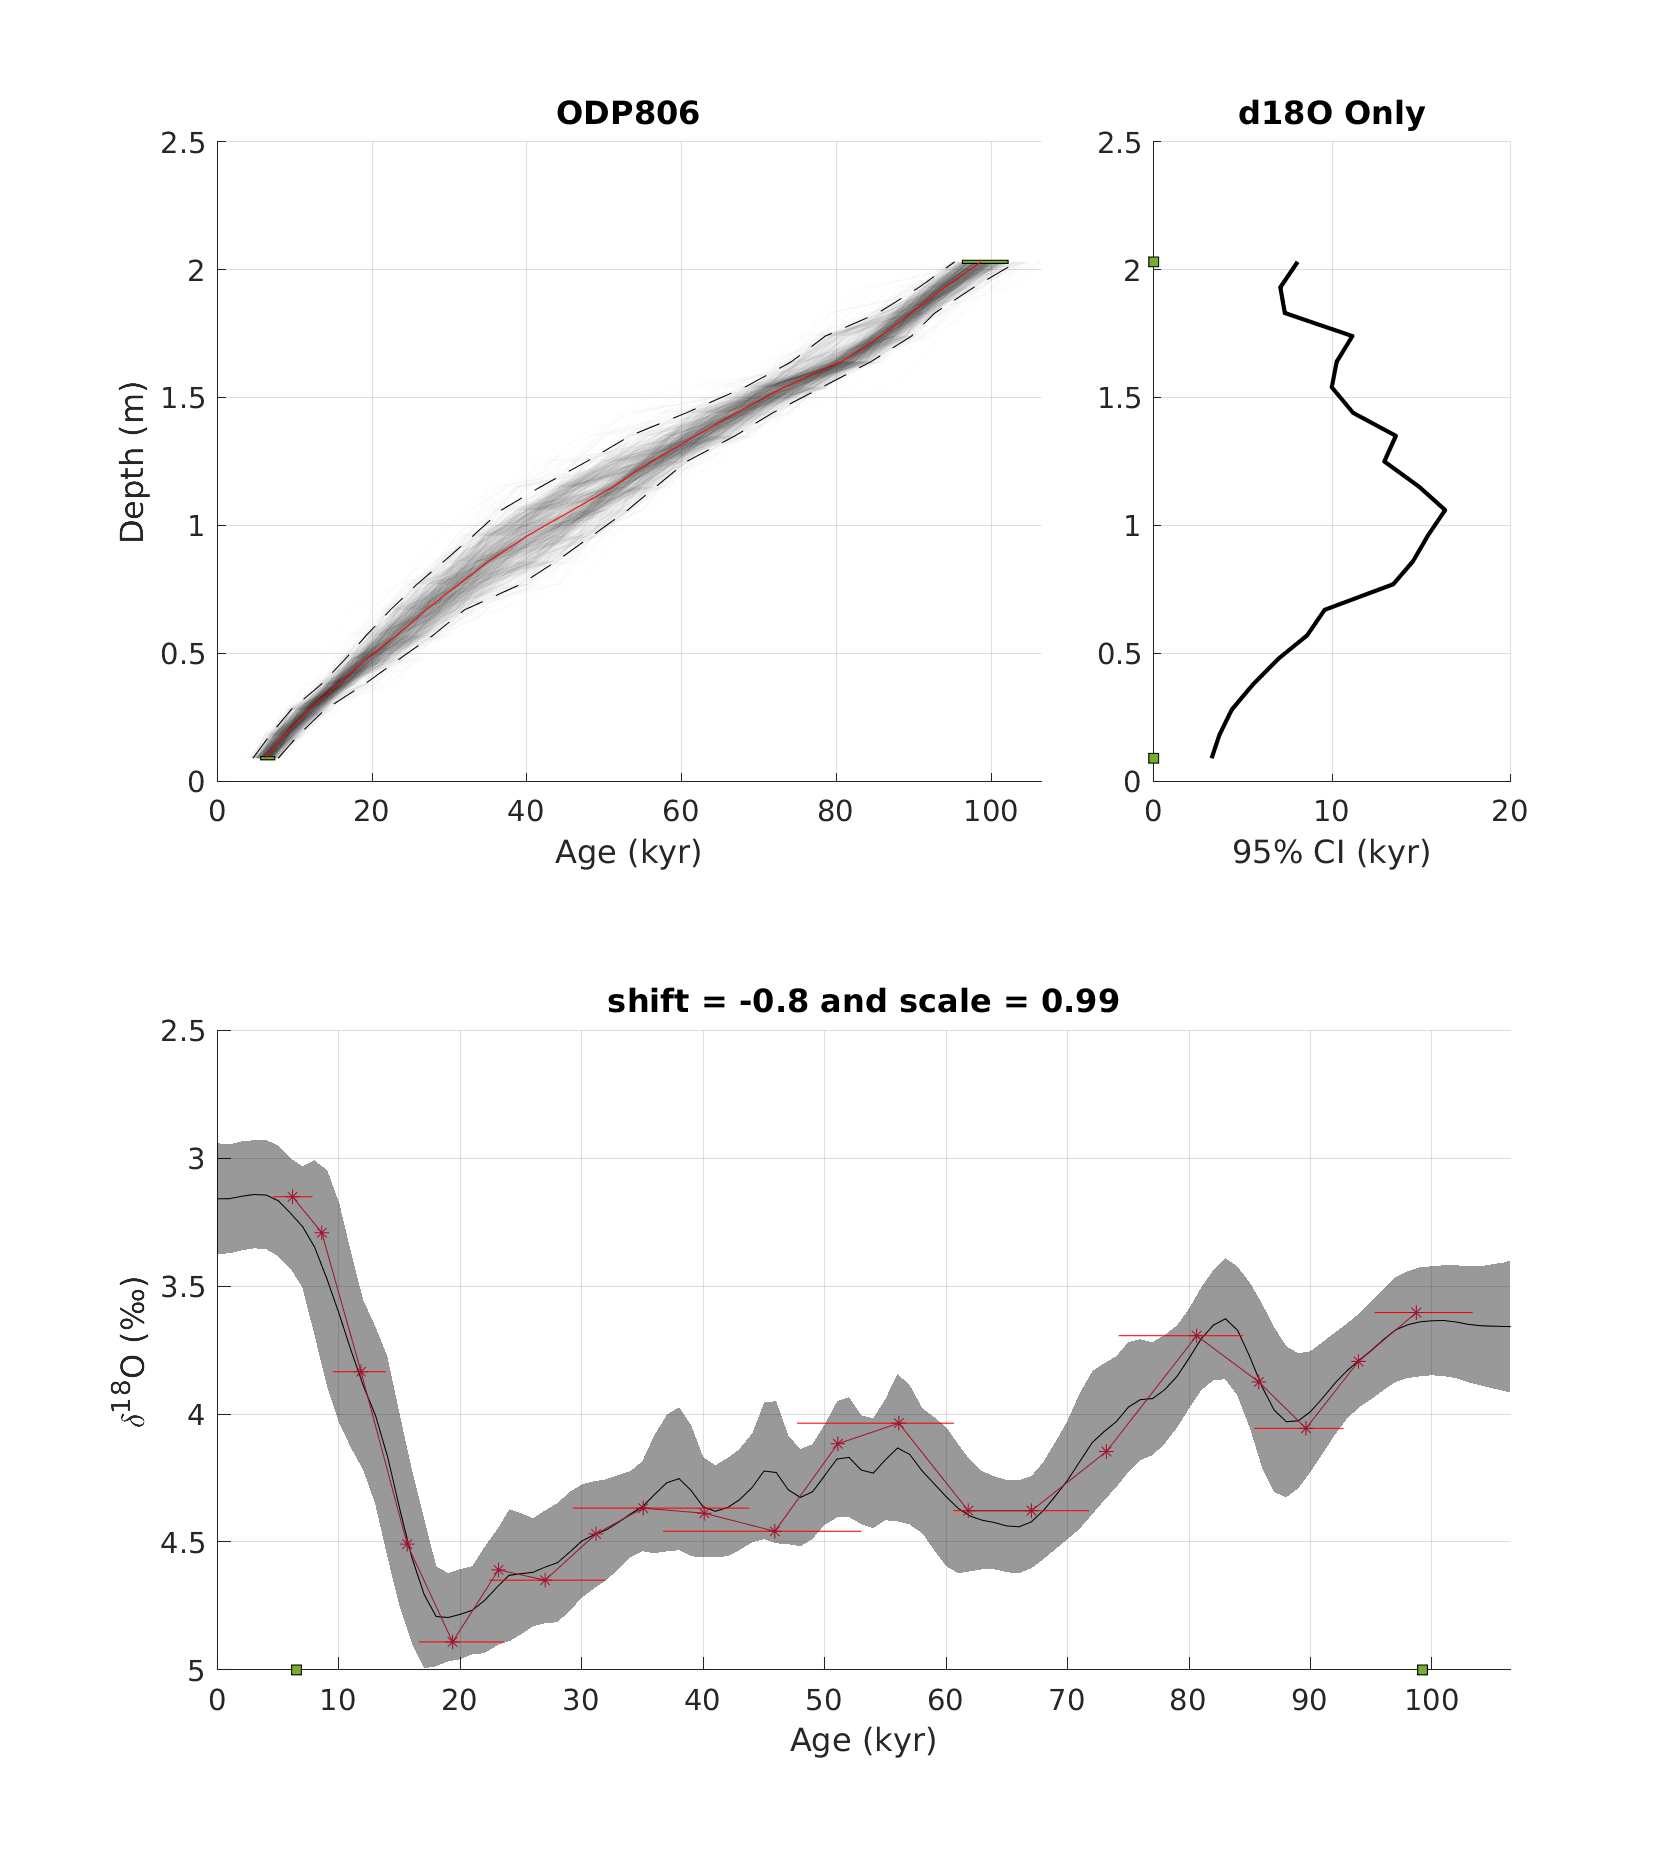 ODP806
d18O Only
2.5
2
1.5
1
0.5
0
Depth (m)
0 20 40 60 80 100
Age (kyr)
2.5
2
1.5
1
0.5
0
0 10 20
95% CI (kyr)
shift = -0.8 and scale = 0.99
2.5
3
3.5
4
4.5
5
δ¹⁸O (‰)
0 10 20 30 40 50 60 70 80 90 100
Age (kyr)